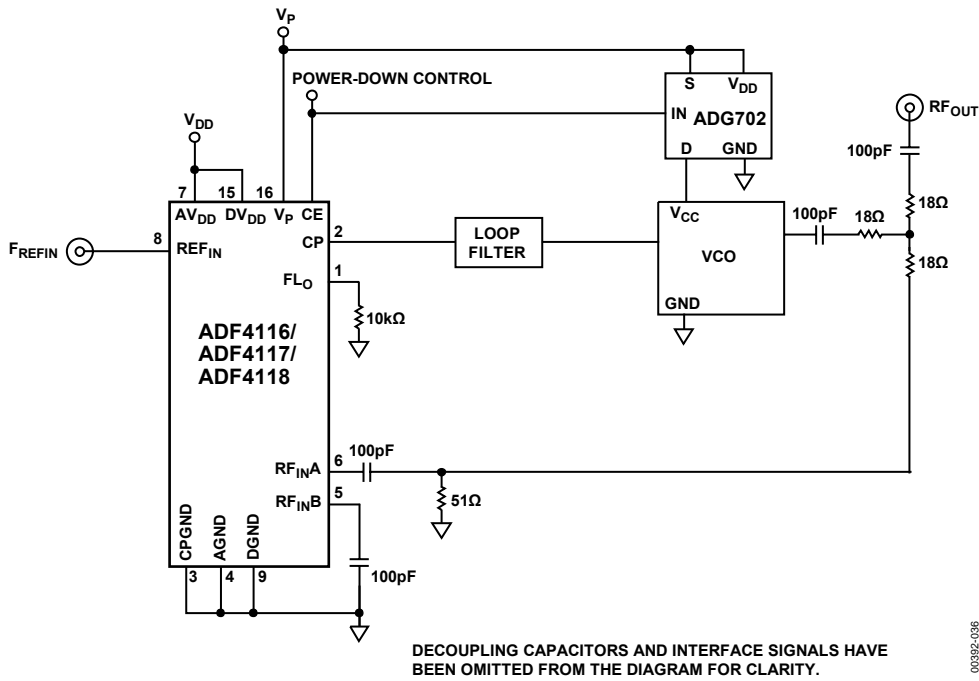 VP
POWER-DOWN CONTROL
S VDD
IN ADG702
D GND
RFOUT
100pF
VDD
7 15 16
AVDD DVDD VP CE
FREFIN
8
REFIN
CP
2
LOOP
FILTER
VCC
VCO
GND
100pF
18Ω
18Ω
18Ω
FLO
1
10kΩ
ADF4116/
ADF4117/
ADF4118
RFINA
6
100pF
51Ω
RFINB
5
100pF
CPGND
AGND
DGND
3 4 9
DECOUPLING CAPACITORS AND INTERFACE SIGNALS HAVE
BEEN OMITTED FROM THE DIAGRAM FOR CLARITY.
00392-036